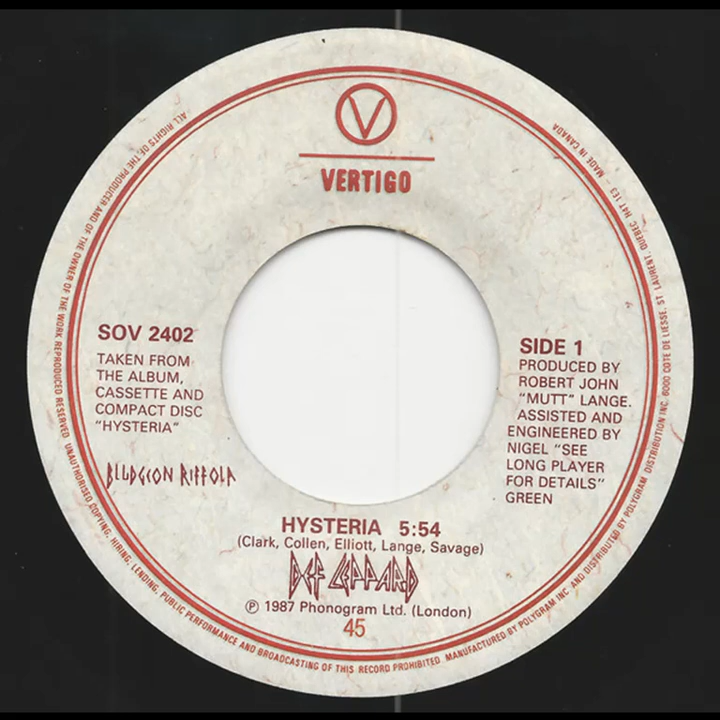 V
VERTIGO
SOV 2402
TAKEN FROM
THE ALBUM,
CASSETTE AND
COMPACT DISC
"HYSTERIA"
BLUDGEON RIFFOLA
SIDE 1
PRODUCED BY
ROBERT JOHN
"MUTT" LANGE.
ASSISTED AND
ENGINEERED BY
NIGEL "SEE
LONG PLAYER
FOR DETAILS"
GREEN
HYSTERIA 5:54
(Clark, Collen, Elliott, Lange, Savage)
DEF LEPPARD
℗ 1987 Phonogram Ltd. (London)
45
ALL RIGHTS OF THE PRODUCER AND OF THE OWNER OF THE WORK REPRODUCED RESERVED. UNAUTHORISED COPYING, HIRING, LENDING, PUBLIC PERFORMANCE AND BROADCASTING OF THIS RECORD PROHIBITED. MANUFACTURED BY POLYGRAM INC. AND DISTRIBUTED BY POLYGRAM DISTRIBUTION INC. 6000 COTE DE LIESSE, ST LAURENT, QUEBEC H4T 1E3 – MADE IN CANADA